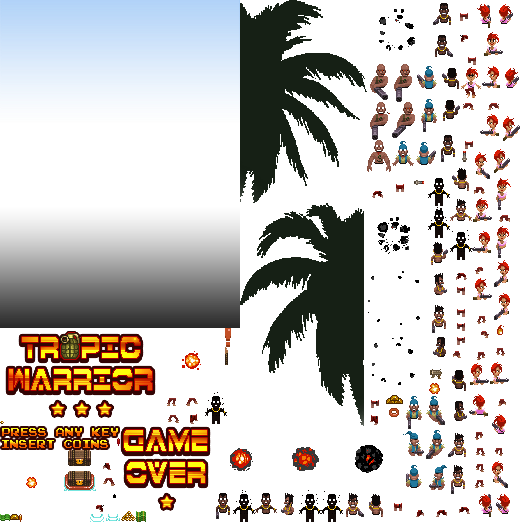 TROPIC
WARRIOR
PRESS ANY KEY
INSERT COINS
GAME
OVER